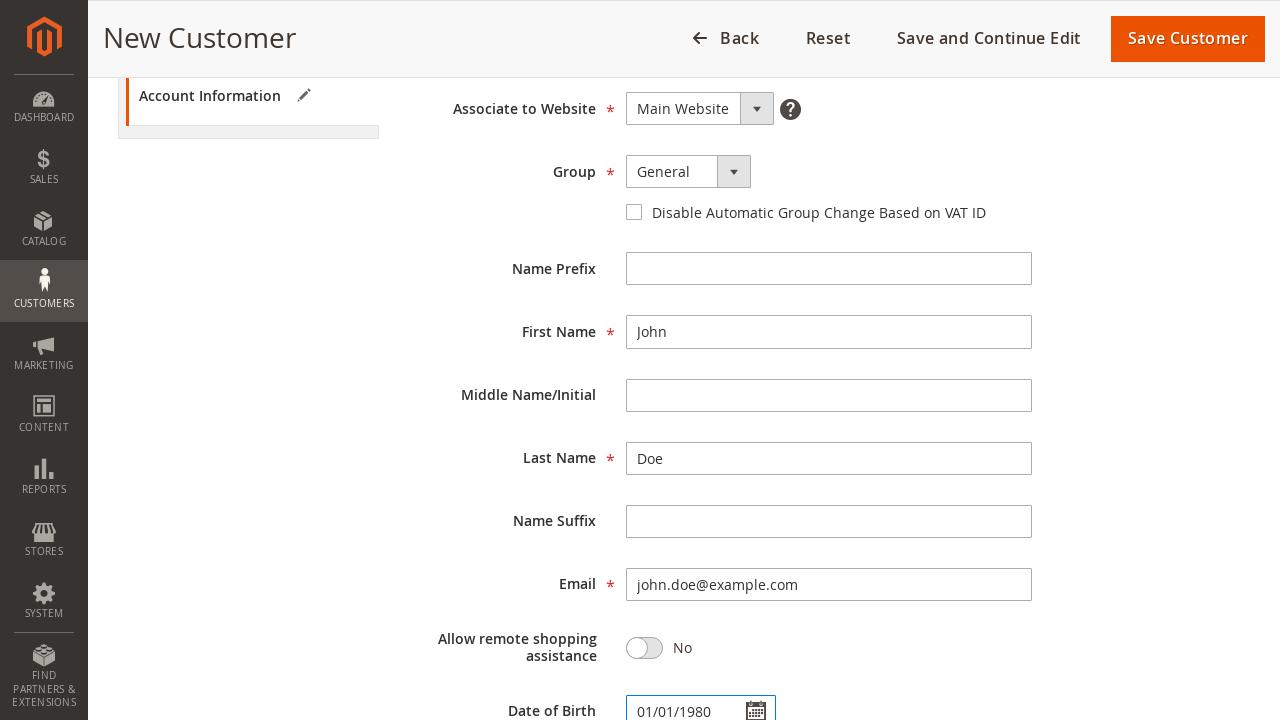 New Customer
Back
Reset
Save and Continue Edit
Save Customer
DASHBOARD
SALES
CATALOG
CUSTOMERS
MARKETING
CONTENT
REPORTS
STORES
SYSTEM
FIND
PARTNERS &
EXTENSIONS
Account Information
Associate to Website *
Main Website
?
Group *
General
Disable Automatic Group Change Based on VAT ID
Name Prefix
First Name *
John
Middle Name/Initial
Last Name *
Doe
Name Suffix
Email *
john.doe@example.com
Allow remote shopping
assistance
No
Date of Birth
01/01/1980